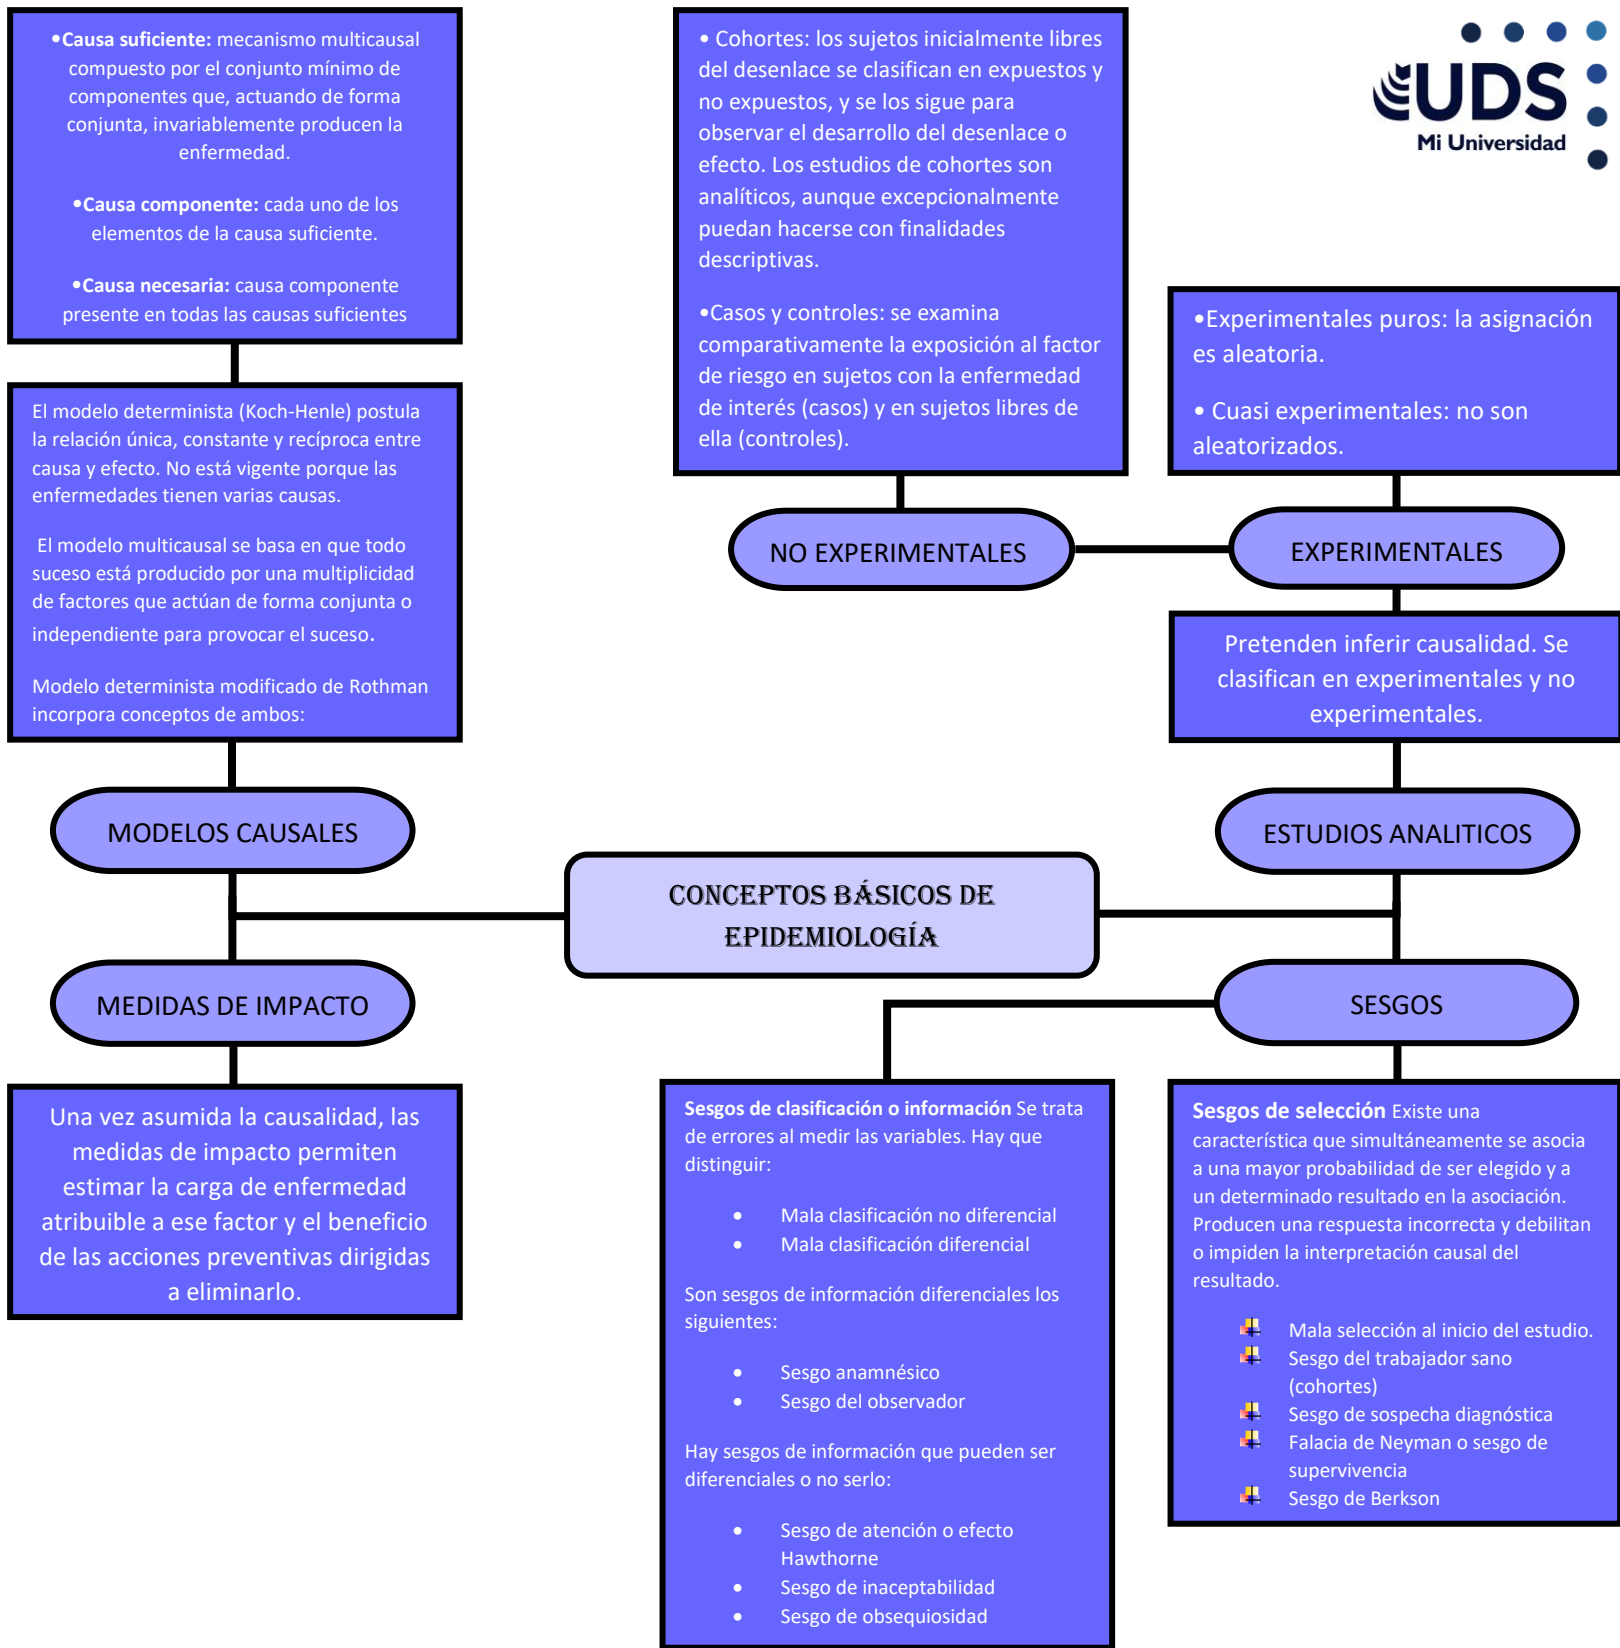 •Causa suficiente: mecanismo multicausal
compuesto por el conjunto mínimo de
componentes que, actuando de forma
conjunta, invariablemente producen la
enfermedad.
•Causa componente: cada uno de los
elementos de la causa suficiente.
•Causa necesaria: causa componente
presente en todas las causas suficientes
El modelo determinista (Koch-Henle) postula
la relación única, constante y recíproca entre
causa y efecto. No está vigente porque las
enfermedades tienen varias causas.
El modelo multicausal se basa en que todo
suceso está producido por una multiplicidad
de factores que actúan de forma conjunta o
independiente para provocar el suceso.
Modelo determinista modificado de Rothman
incorpora conceptos de ambos:
MODELOS CAUSALES
MEDIDAS DE IMPACTO
Una vez asumida la causalidad, las
medidas de impacto permiten
estimar la carga de enfermedad
atribuible a ese factor y el beneficio
de las acciones preventivas dirigidas
a eliminarlo.
• Cohortes: los sujetos inicialmente libres
del desenlace se clasifican en expuestos y
no expuestos, y se los sigue para
observar el desarrollo del desenlace o
efecto. Los estudios de cohortes son
analíticos, aunque excepcionalmente
puedan hacerse con finalidades
descriptivas.
•Casos y controles: se examina
comparativamente la exposición al factor
de riesgo en sujetos con la enfermedad
de interés (casos) y en sujetos libres de
ella (controles).
NO EXPERIMENTALES
UDS
Mi Universidad
•Experimentales puros: la asignación
es aleatoria.
• Cuasi experimentales: no son
aleatorizados.
EXPERIMENTALES
Pretenden inferir causalidad. Se
clasifican en experimentales y no
experimentales.
ESTUDIOS ANALITICOS
CONCEPTOS BÁSICOS DE
EPIDEMIOLOGÍA
SESGOS
Sesgos de clasificación o información Se trata
de errores al medir las variables. Hay que
distinguir:
• Mala clasificación no diferencial
• Mala clasificación diferencial
Son sesgos de información diferenciales los
siguientes:
• Sesgo anamnésico
• Sesgo del observador
Hay sesgos de información que pueden ser
diferenciales o no serlo:
• Sesgo de atención o efecto
Hawthorne
• Sesgo de inaceptabilidad
• Sesgo de obsequiosidad
Sesgos de selección Existe una
característica que simultáneamente se asocia
a una mayor probabilidad de ser elegido y a
un determinado resultado en la asociación.
Producen una respuesta incorrecta y debilitan
o impiden la interpretación causal del
resultado.
Mala selección al inicio del estudio.
Sesgo del trabajador sano
(cohortes)
Sesgo de sospecha diagnóstica
Falacia de Neyman o sesgo de
supervivencia
Sesgo de Berkson